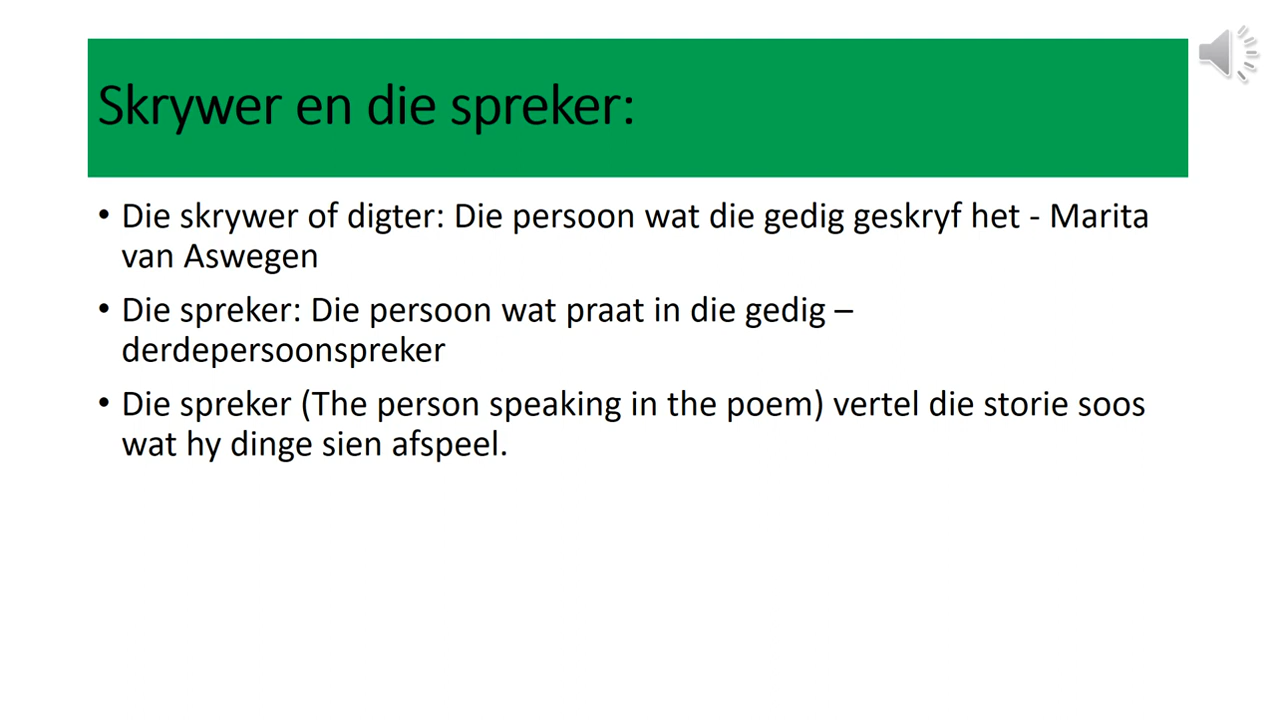 Skrywer en die spreker:
• Die skrywer of digter: Die persoon wat die gedig geskryf het - Marita
van Aswegen
• Die spreker: Die persoon wat praat in die gedig –
derdepersoonspreker
• Die spreker (The person speaking in the poem) vertel die storie soos
wat hy dinge sien afspeel.